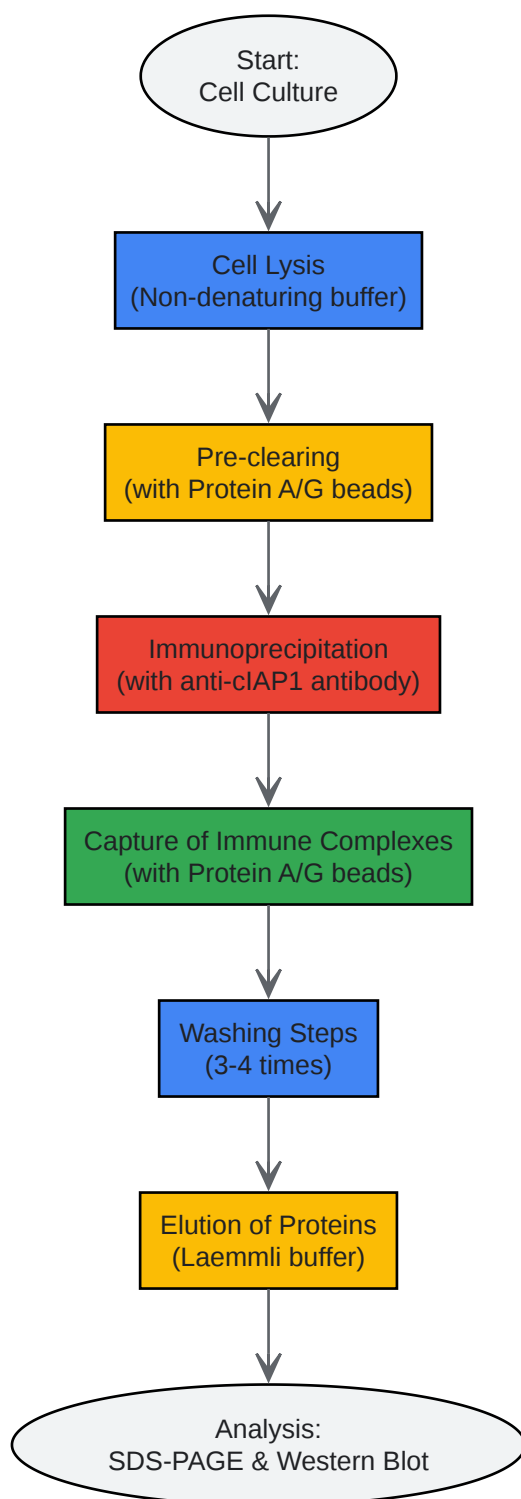 Start:
Cell Culture
Cell Lysis
(Non-denaturing buffer)
Pre-clearing
(with Protein A/G beads)
Immunoprecipitation
(with anti-cIAP1 antibody)
Capture of Immune Complexes
(with Protein A/G beads)
Washing Steps
(3-4 times)
Elution of Proteins
(Laemmli buffer)
Analysis:
SDS-PAGE & Western Blot